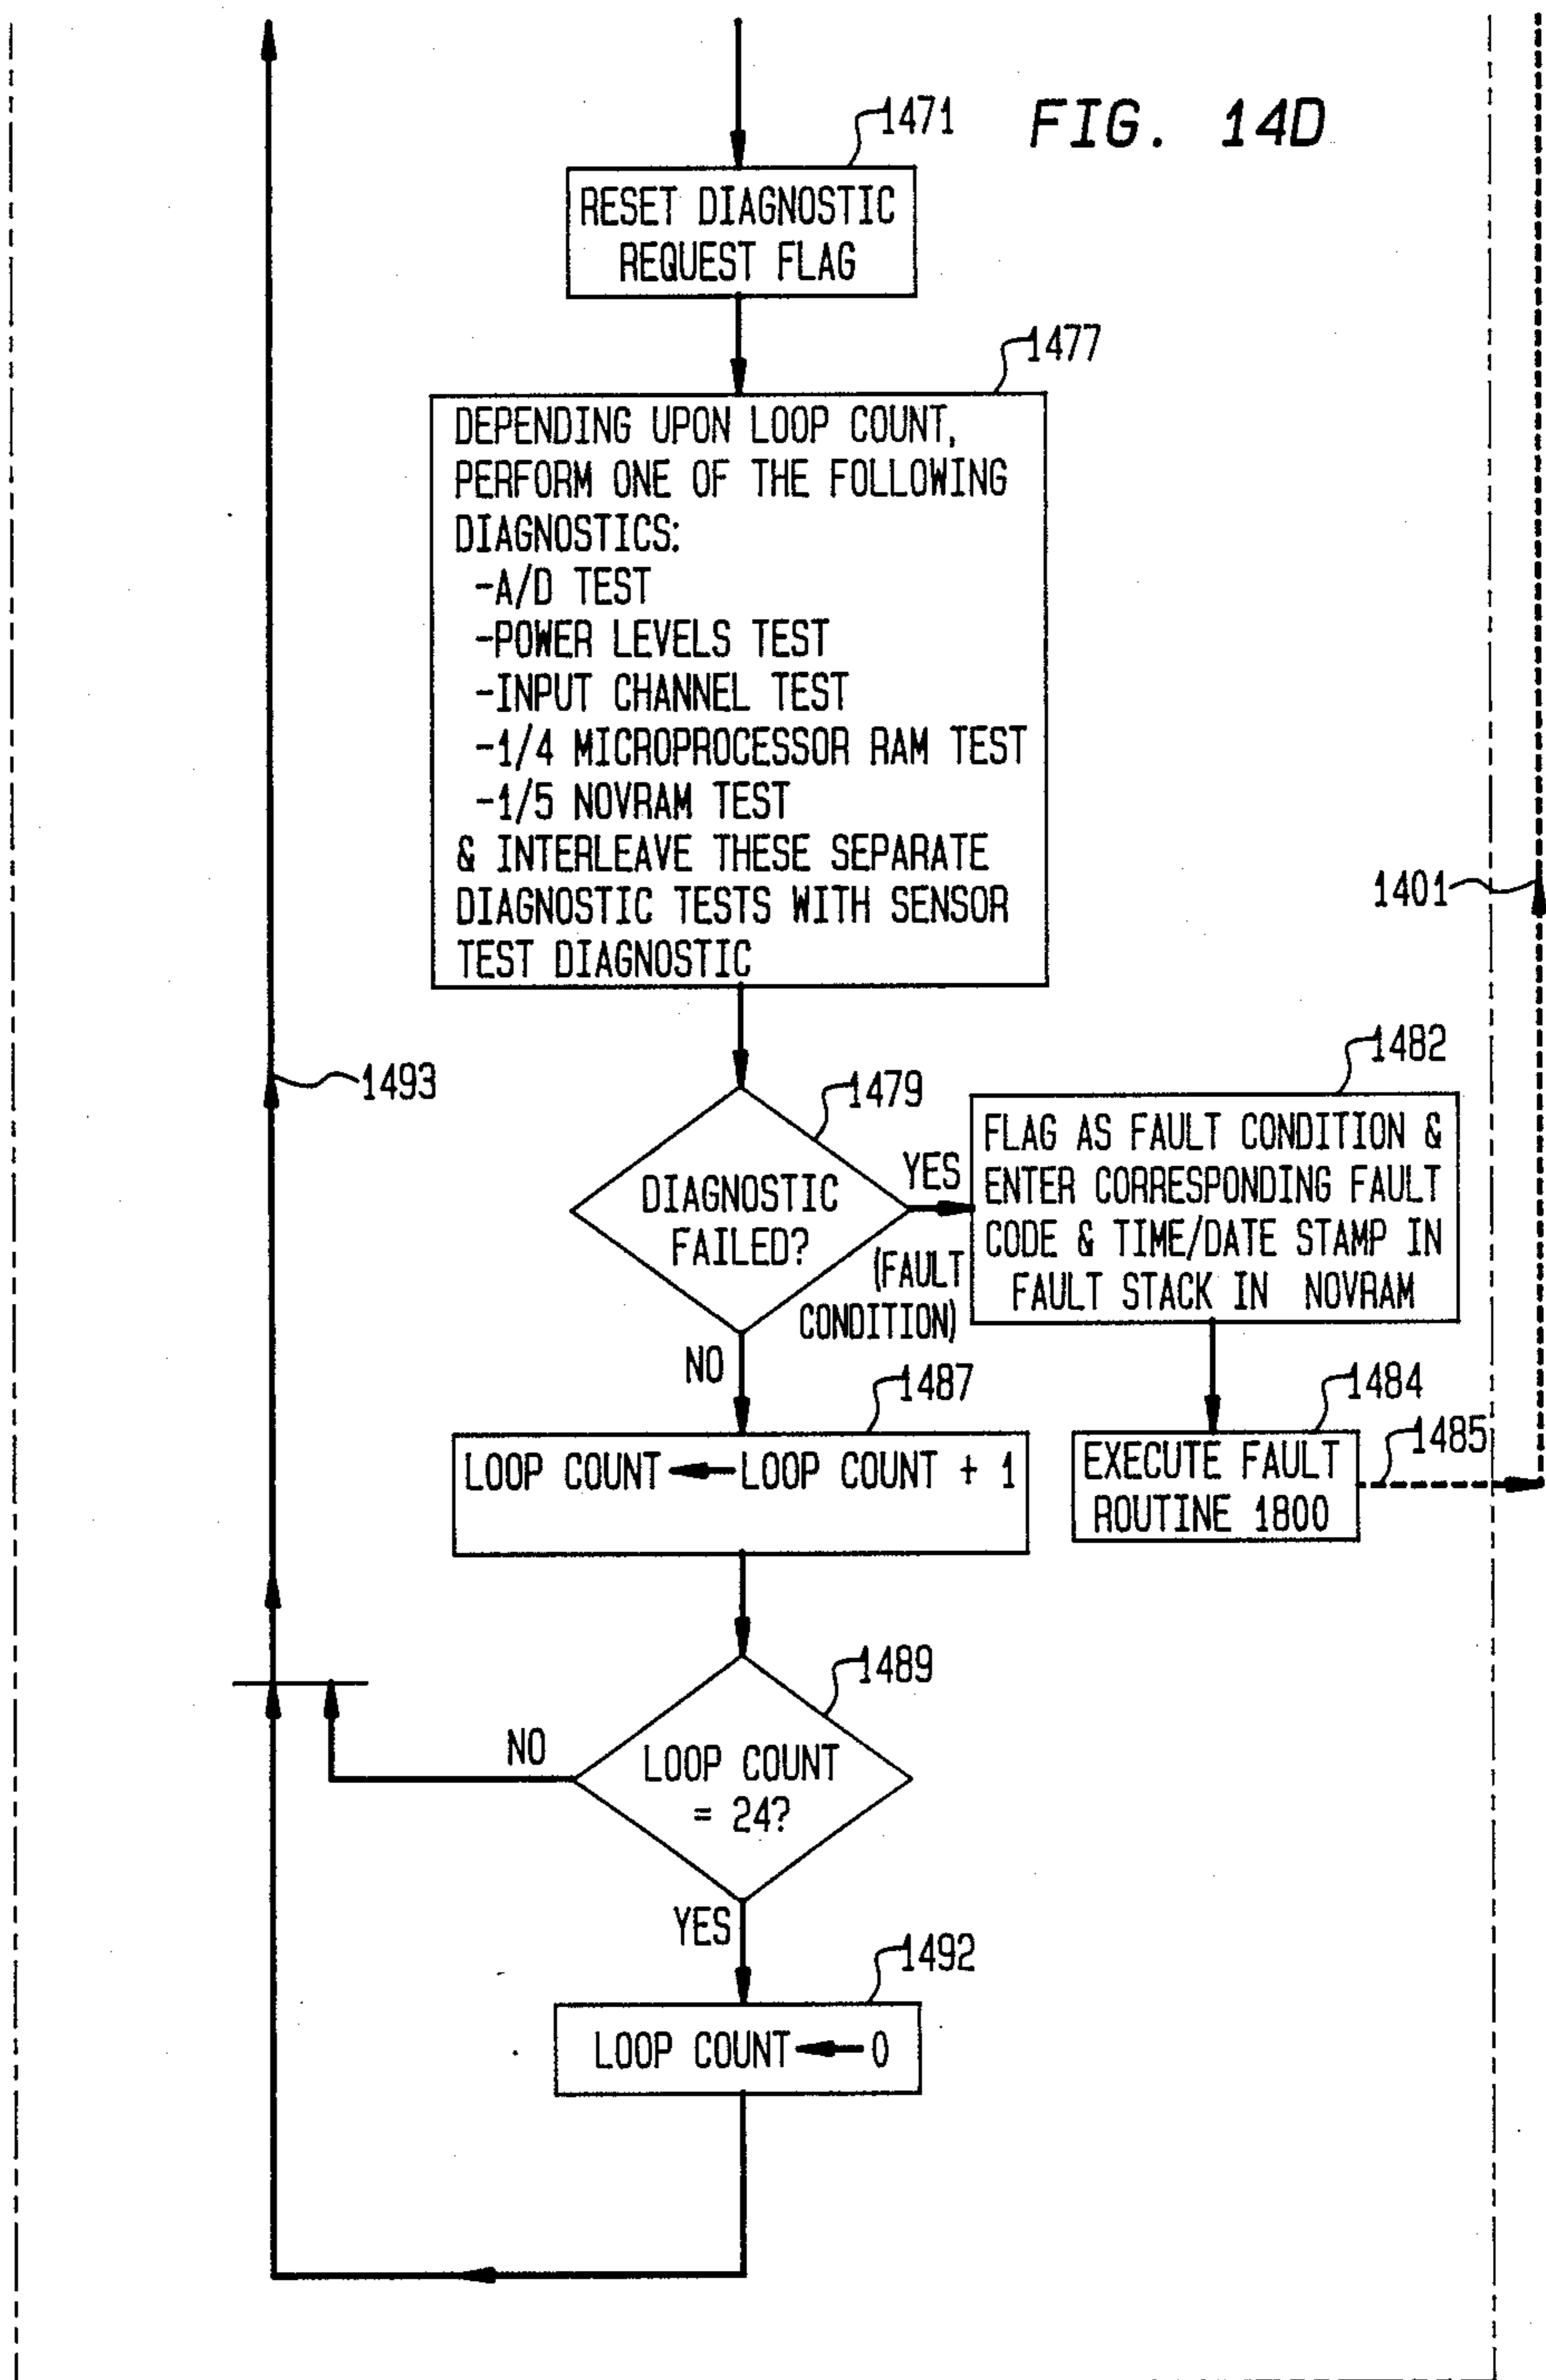 FIG. 14D
1471
RESET DIAGNOSTIC
REQUEST FLAG
1477
DEPENDING UPON LOOP COUNT,
PERFORM ONE OF THE FOLLOWING
DIAGNOSTICS:
-A/D TEST
-POWER LEVELS TEST
-INPUT CHANNEL TEST
-1/4 MICROPROCESSOR RAM TEST
-1/5 NOVRAM TEST
& INTERLEAVE THESE SEPARATE
DIAGNOSTIC TESTS WITH SENSOR
TEST DIAGNOSTIC
1401
1493
1479
DIAGNOSTIC
FAILED?
YES
(FAULT
CONDITION)
1482
FLAG AS FAULT CONDITION &
ENTER CORRESPONDING FAULT
CODE & TIME/DATE STAMP IN
FAULT STACK IN NOVRAM
NO
1487
LOOP COUNT ← LOOP COUNT + 1
1484
EXECUTE FAULT
ROUTINE 1800
1485
1489
LOOP COUNT
= 24?
NO
YES
1492
LOOP COUNT ← 0